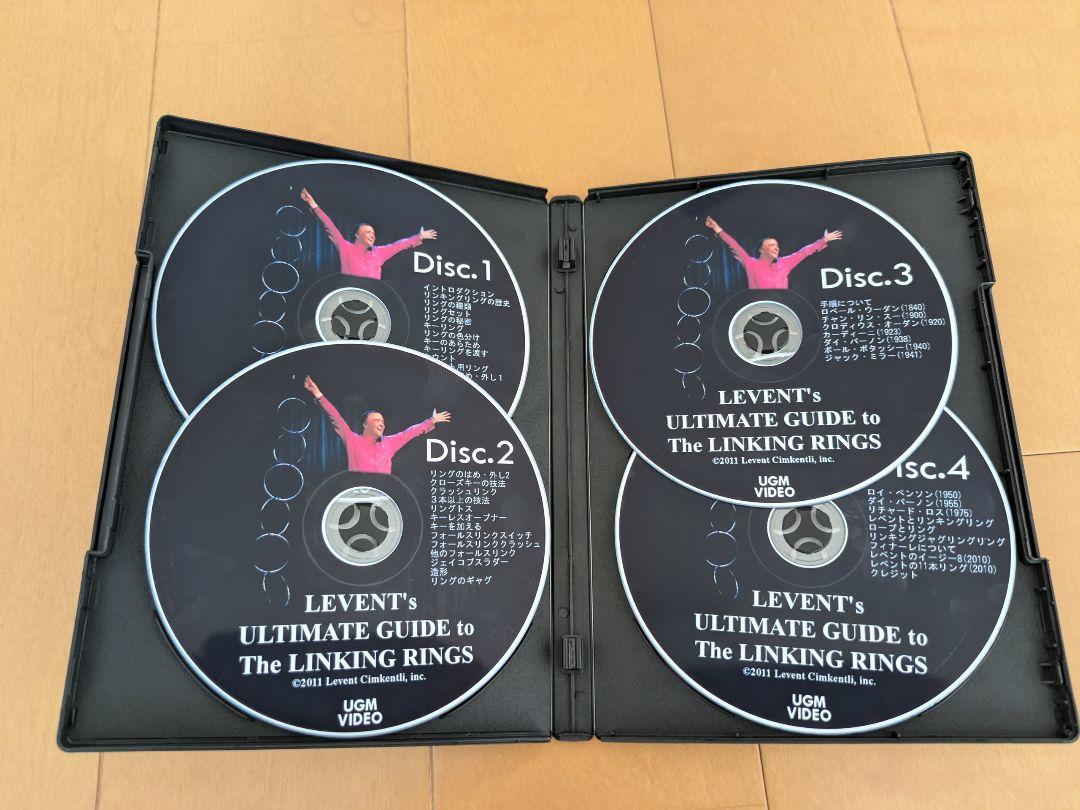 Disc.1
イントロダクション
リンキングリングの歴史
リングの種類
リングセット
リングの秘密
キーリング
リングの色分け
キーのあらため
キーリングを渡す
カウント
用リング
め・外し1
Disc.2
リングのはめ・外し2
クローズキーの技法
クラッシュリンク
3本以上の技法
リングトス
キーレスオープナー
キーを加える
フォールスリンクスイッチ
フォールスリンククラッシュ
他のフォールスリンク
ジェイコブスラダー
造形
リングのギャグ
LEVENT's
ULTIMATE GUIDE to
The LINKING RINGS
©2011 Levent Cimkentli, inc.
UGM
VIDEO
Disc.3
手順について
ロベール・ウーダン(1840)
チャン・リン・スー(1900)
クロディウス・オーダン(1920)
カーディーニ(1923)
ダイ・バーノン(1938)
ポール・ポタッシー(1940)
ジャック・ミラー(1941)
LEVENT's
ULTIMATE GUIDE to
The LINKING RINGS
©2011 Levent Cimkentli, inc.
UGM
VIDEO
isc.4
ロイ・ベンソン(1950)
ダイ・バーノン(1955)
リチャード・ロス(1975)
レベントとリンキングリング
ロープとリング
リンキングジャグリングリング
フィナーレについて
レベントのイージー8(2010)
レベントの11本リング(2010)
クレジット
LEVENT's
ULTIMATE GUIDE to
The LINKING RINGS
©2011 Levent Cimkentli, inc.
UGM
VIDEO